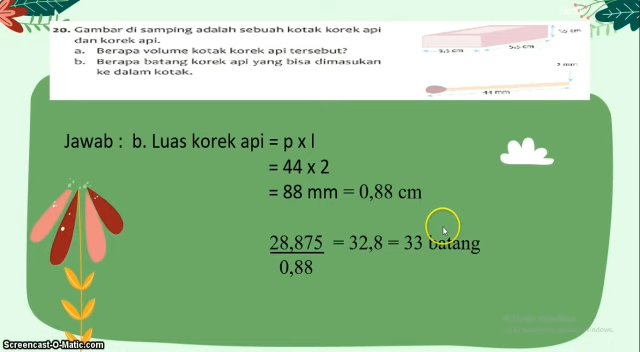 20. Gambar di samping adalah sebuah kotak korek api
dan korek api.
a. Berapa volume kotak korek api tersebut?
b. Berapa batang korek api yang bisa dimasukan
ke dalam kotak.
1,5 cm
3,5 cm
5,5 cm
2 mm
44 mm
Jawab : b. Luas korek api = p x l
= 44 x 2
= 88 mm = 0,88 cm
28,875 = 32,8 = 33 batang
0,88
Screencast-O-Matic.com